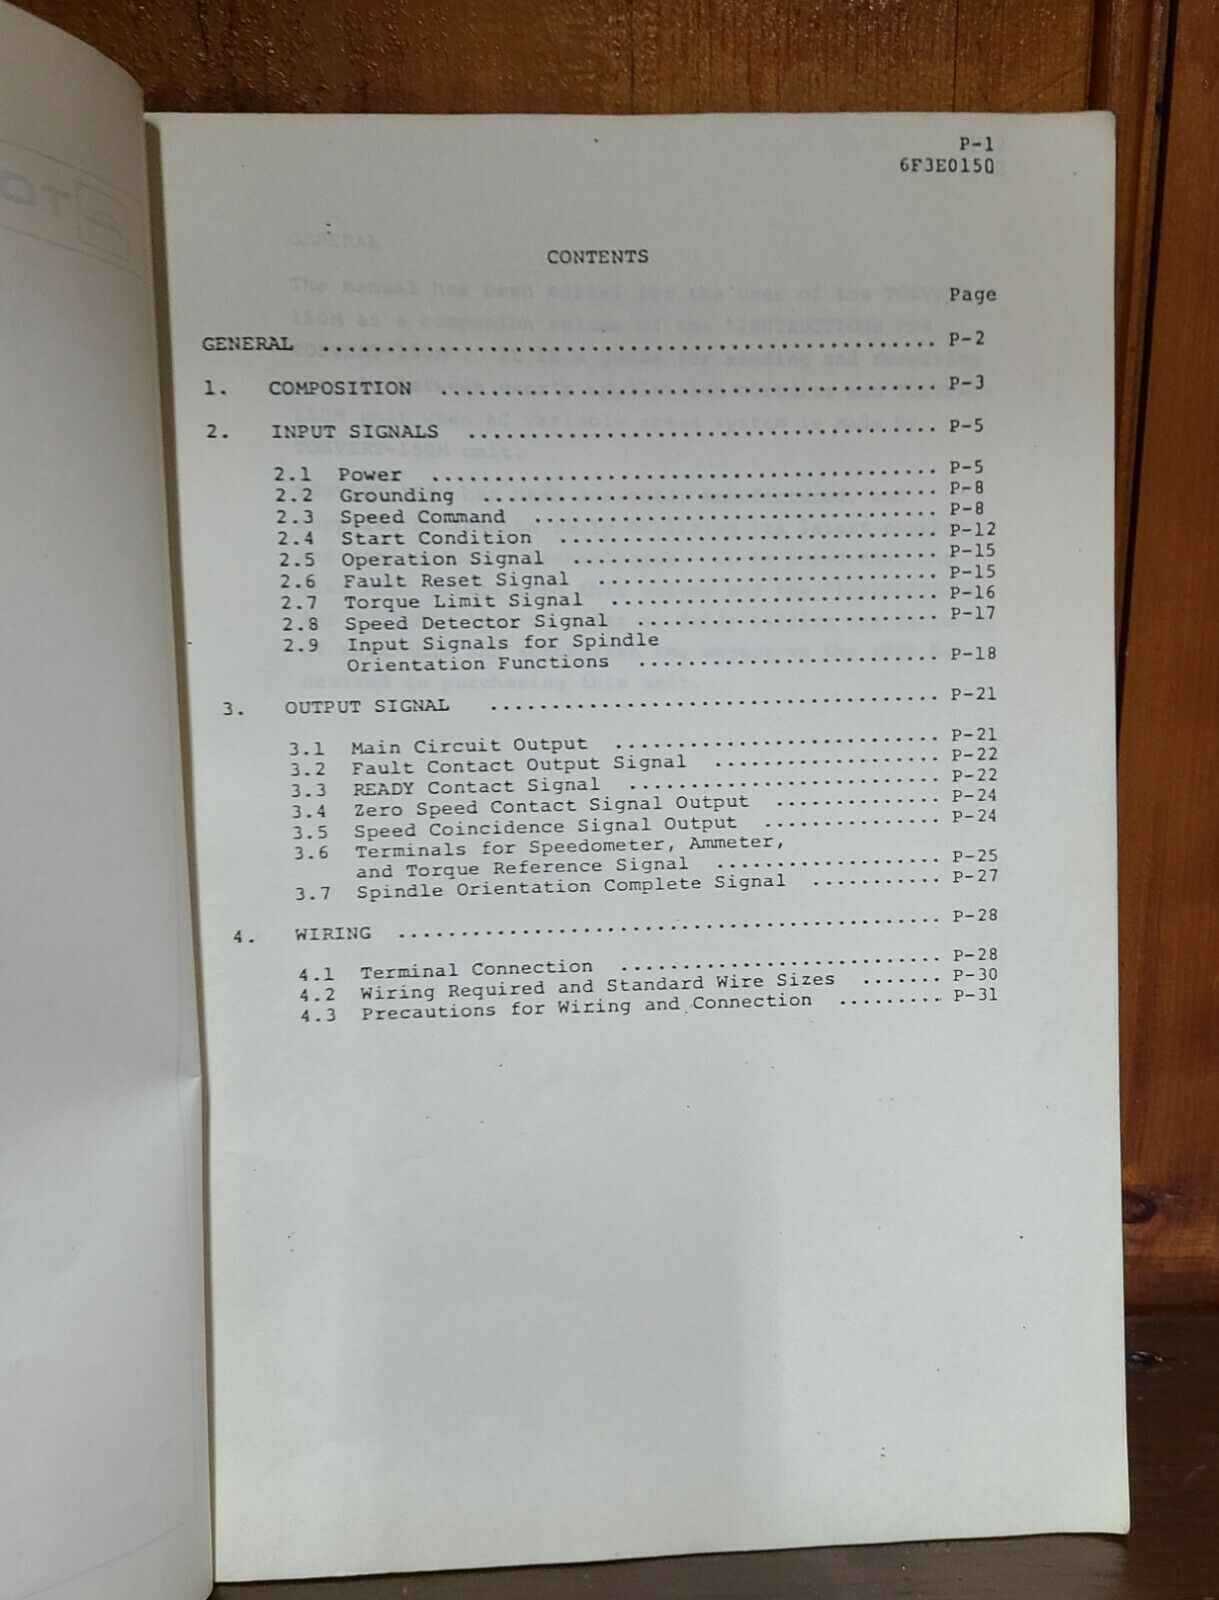 P-1
6F3E0150
CONTENTS
Page
GENERAL .......... P-2
1. COMPOSITION .......... P-3
2. INPUT SIGNALS .......... P-5
2.1 Power .......... P-5
2.2 Grounding .......... P-8
2.3 Speed Command .......... P-8
2.4 Start Condition .......... P-12
2.5 Operation Signal .......... P-15
2.6 Fault Reset Signal .......... P-15
2.7 Torque Limit Signal .......... P-16
2.8 Speed Detector Signal .......... P-17
2.9 Input Signals for Spindle
Orientation Functions .......... P-18
3. OUTPUT SIGNAL .......... P-21
3.1 Main Circuit Output .......... P-21
3.2 Fault Contact Output Signal .......... P-22
3.3 READY Contact Signal .......... P-22
3.4 Zero Speed Contact Signal Output .......... P-24
3.5 Speed Coincidence Signal Output .......... P-24
3.6 Terminals for Speedometer, Ammeter,
and Torque Reference Signal .......... P-25
3.7 Spindle Orientation Complete Signal .......... P-27
4. WIRING .......... P-28
4.1 Terminal Connection .......... P-28
4.2 Wiring Required and Standard Wire Sizes ....... P-30
4.3 Precautions for Wiring and Connection ......... P-31